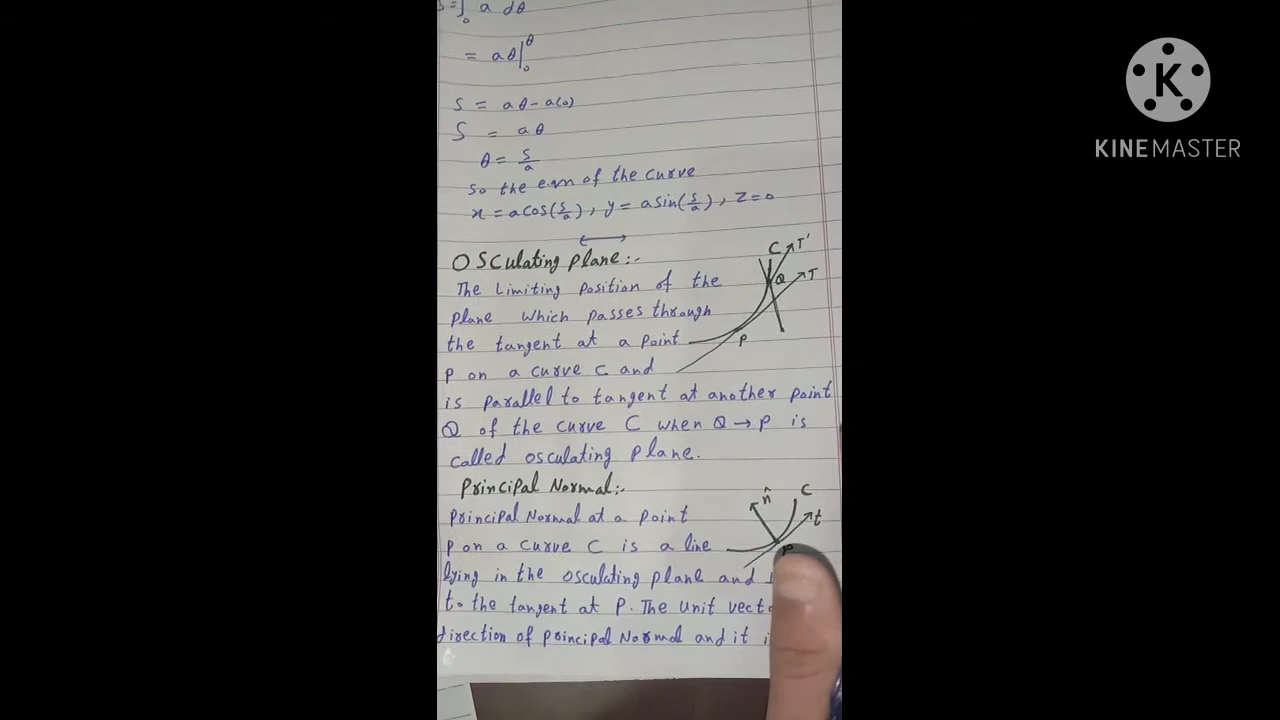 S = ∫₀ a dθ
= aθ|₀^θ
S = aθ - a(0)
S = aθ
θ = S/a
So the eqn of the curve
x = a cos(S/a), y = a sin(S/a), z = 0
Osculating plane:-
The Limiting position of the
plane which passes through
the tangent at a point
P on a curve C and
is parallel to tangent at another point
Q of the curve C when Q → P is
called osculating plane.
C T'
Q T
P
Principal Normal:-
Principal Normal at a point
P on a curve C is a line
lying in the osculating plane and
to the tangent at P. The unit
direction of principal Normal and it
n̂ C
t
P
K
KINEMASTER